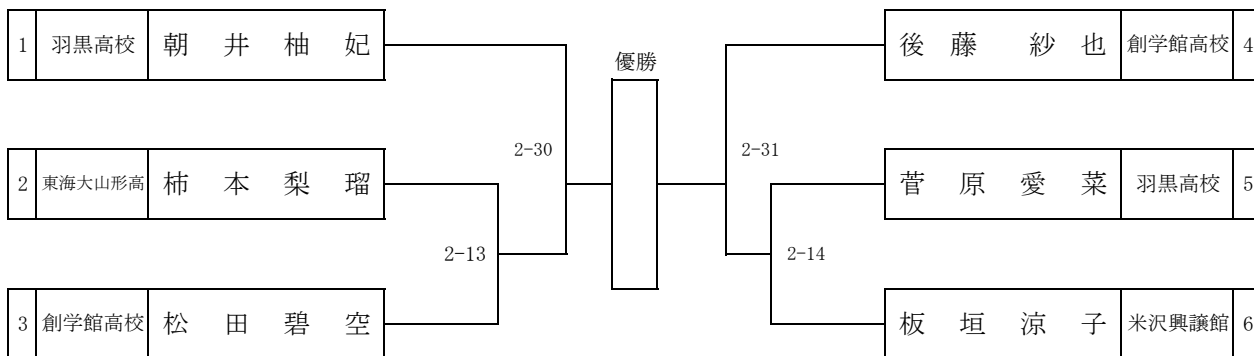 1 羽黒高校 朝井柚妃
後藤紗也 創学館高校 4
優勝
2-30
2-31
2 東海大山形高 柿本梨瑠
菅原愛菜 羽黒高校 5
2-13
2-14
3 創学館高校 松田碧空
板垣涼子 米沢興譲館 6